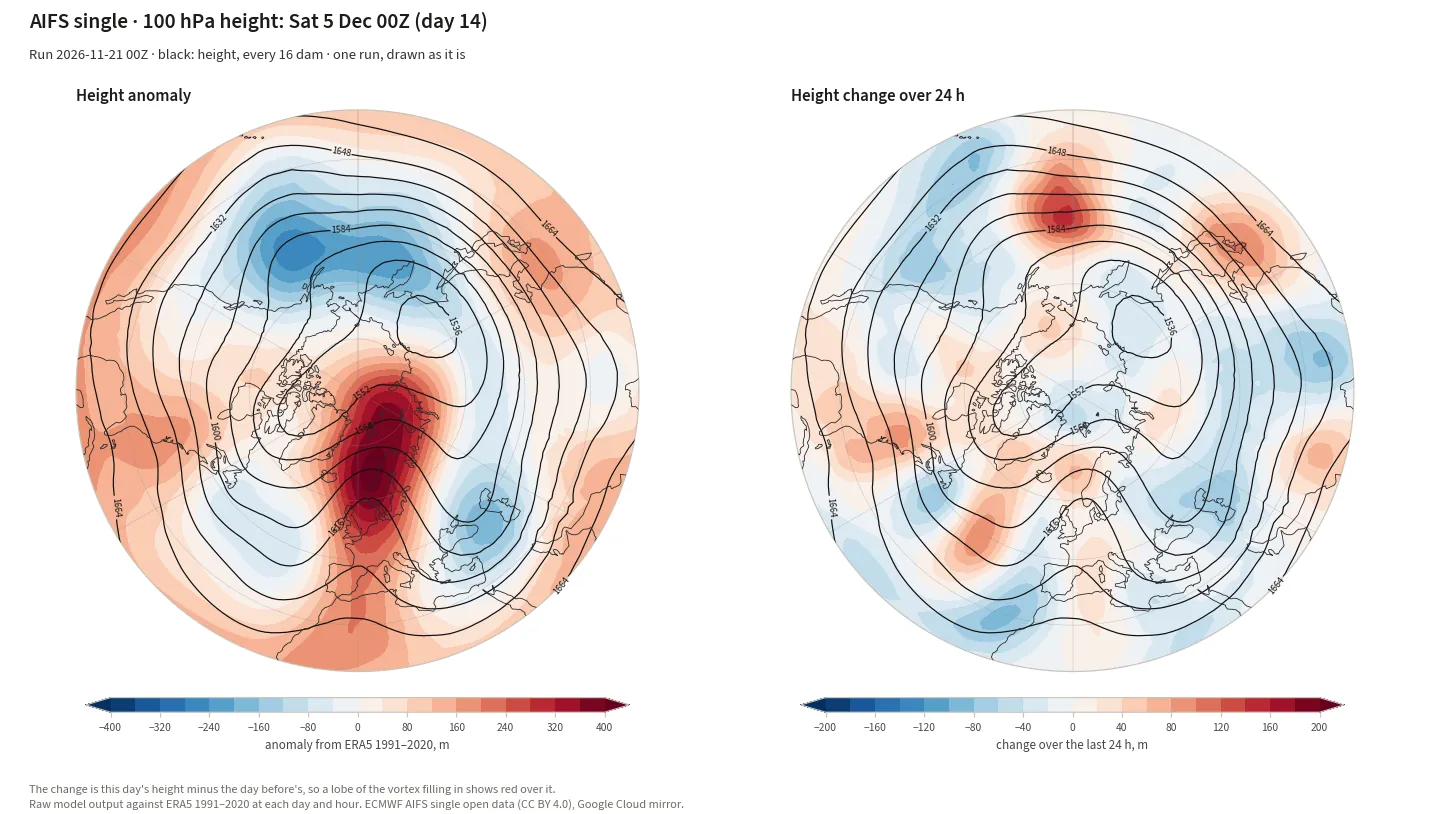 AIFS single · 100 hPa height: Sat 5 Dec 00Z (day 14)
Run 2026-11-21 00Z · black: height, every 16 dam · one run, drawn as it is
Height anomaly
Height change over 24 h
1648
1632
1584
1664
1536
1552
1568
1600
1664
1616
1664
1648
1632
1584
1664
1536
1552
1568
1600
1664
1616
1664
−400 −320 −240 −160 −80 0 80 160 240 320 400
anomaly from ERA5 1991–2020, m
−200 −160 −120 −80 −40 0 40 80 120 160 200
change over the last 24 h, m
The change is this day's height minus the day before's, so a lobe of the vortex filling in shows red over it.
Raw model output against ERA5 1991–2020 at each day and hour. ECMWF AIFS single open data (CC BY 4.0), Google Cloud mirror.